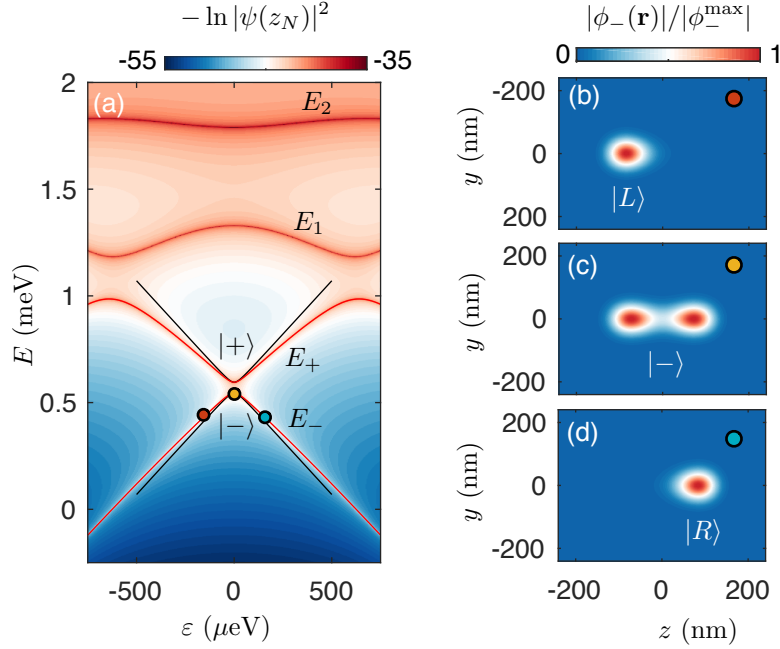 − ln |ψ(z_N)|²
-55 -35
(a)
E₂
E₁
|+⟩
E₊
|−⟩
E₋
2
1.5
1
0.5
0
E (meV)
-500 0 500
ε (μeV)
|ϕ₋(r)|/|ϕ₋^max|
0 1
(b)
|L⟩
-200
0
200
y (nm)
(c)
|−⟩
-200
0
200
y (nm)
(d)
|R⟩
-200
0
200
y (nm)
-200 0 200
z (nm)